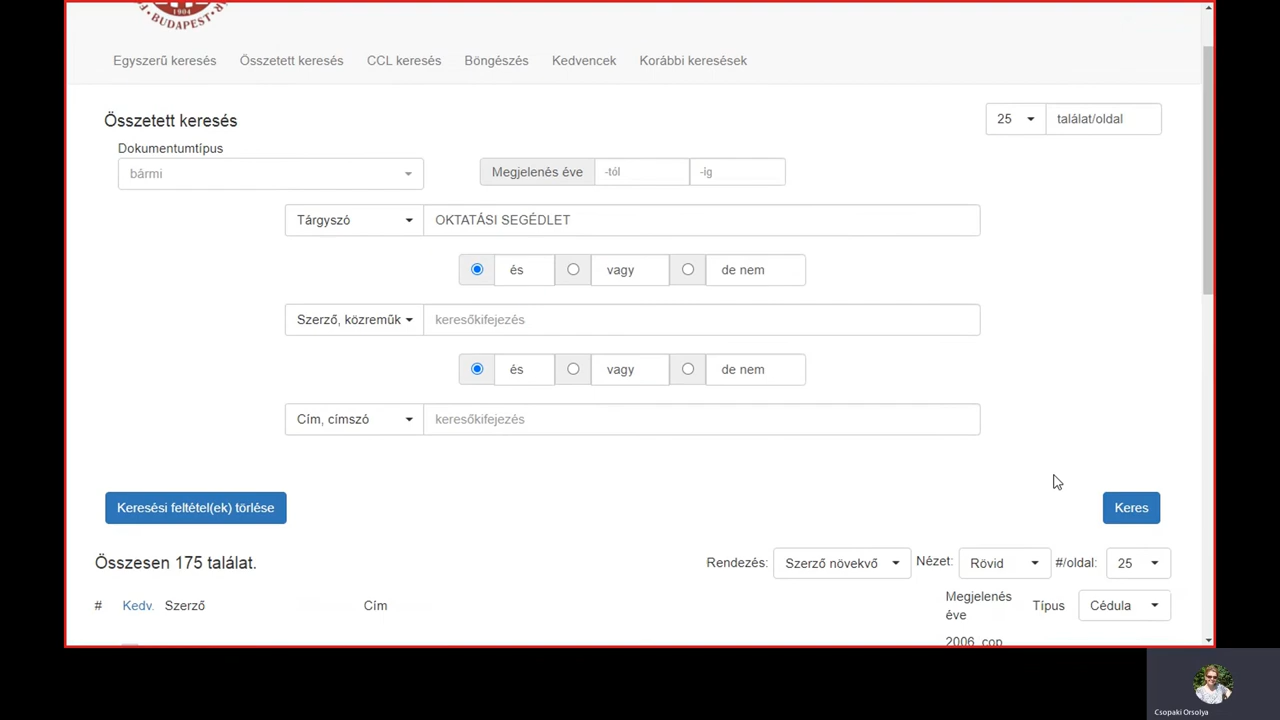 1904
BUDAPEST
Egyszerű keresés Összetett keresés CCL keresés Böngészés Kedvencek Korábbi keresések
Összetett keresés
25 találat/oldal
Dokumentumtípus
bármi
Megjelenés éve -tól -ig
Tárgyszó OKTATÁSI SEGÉDLET
és vagy de nem
Szerző, közreműk keresőkifejezés
és vagy de nem
Cím, címszó keresőkifejezés
Keresési feltétel(ek) törlése Keres
Összesen 175 találat.
Rendezés: Szerző növekvő Nézet: Rövid #/oldal: 25
# Kedv. Szerző Cím Megjelenés éve Típus Cédula
2006, cop
Csopaki Orsolya